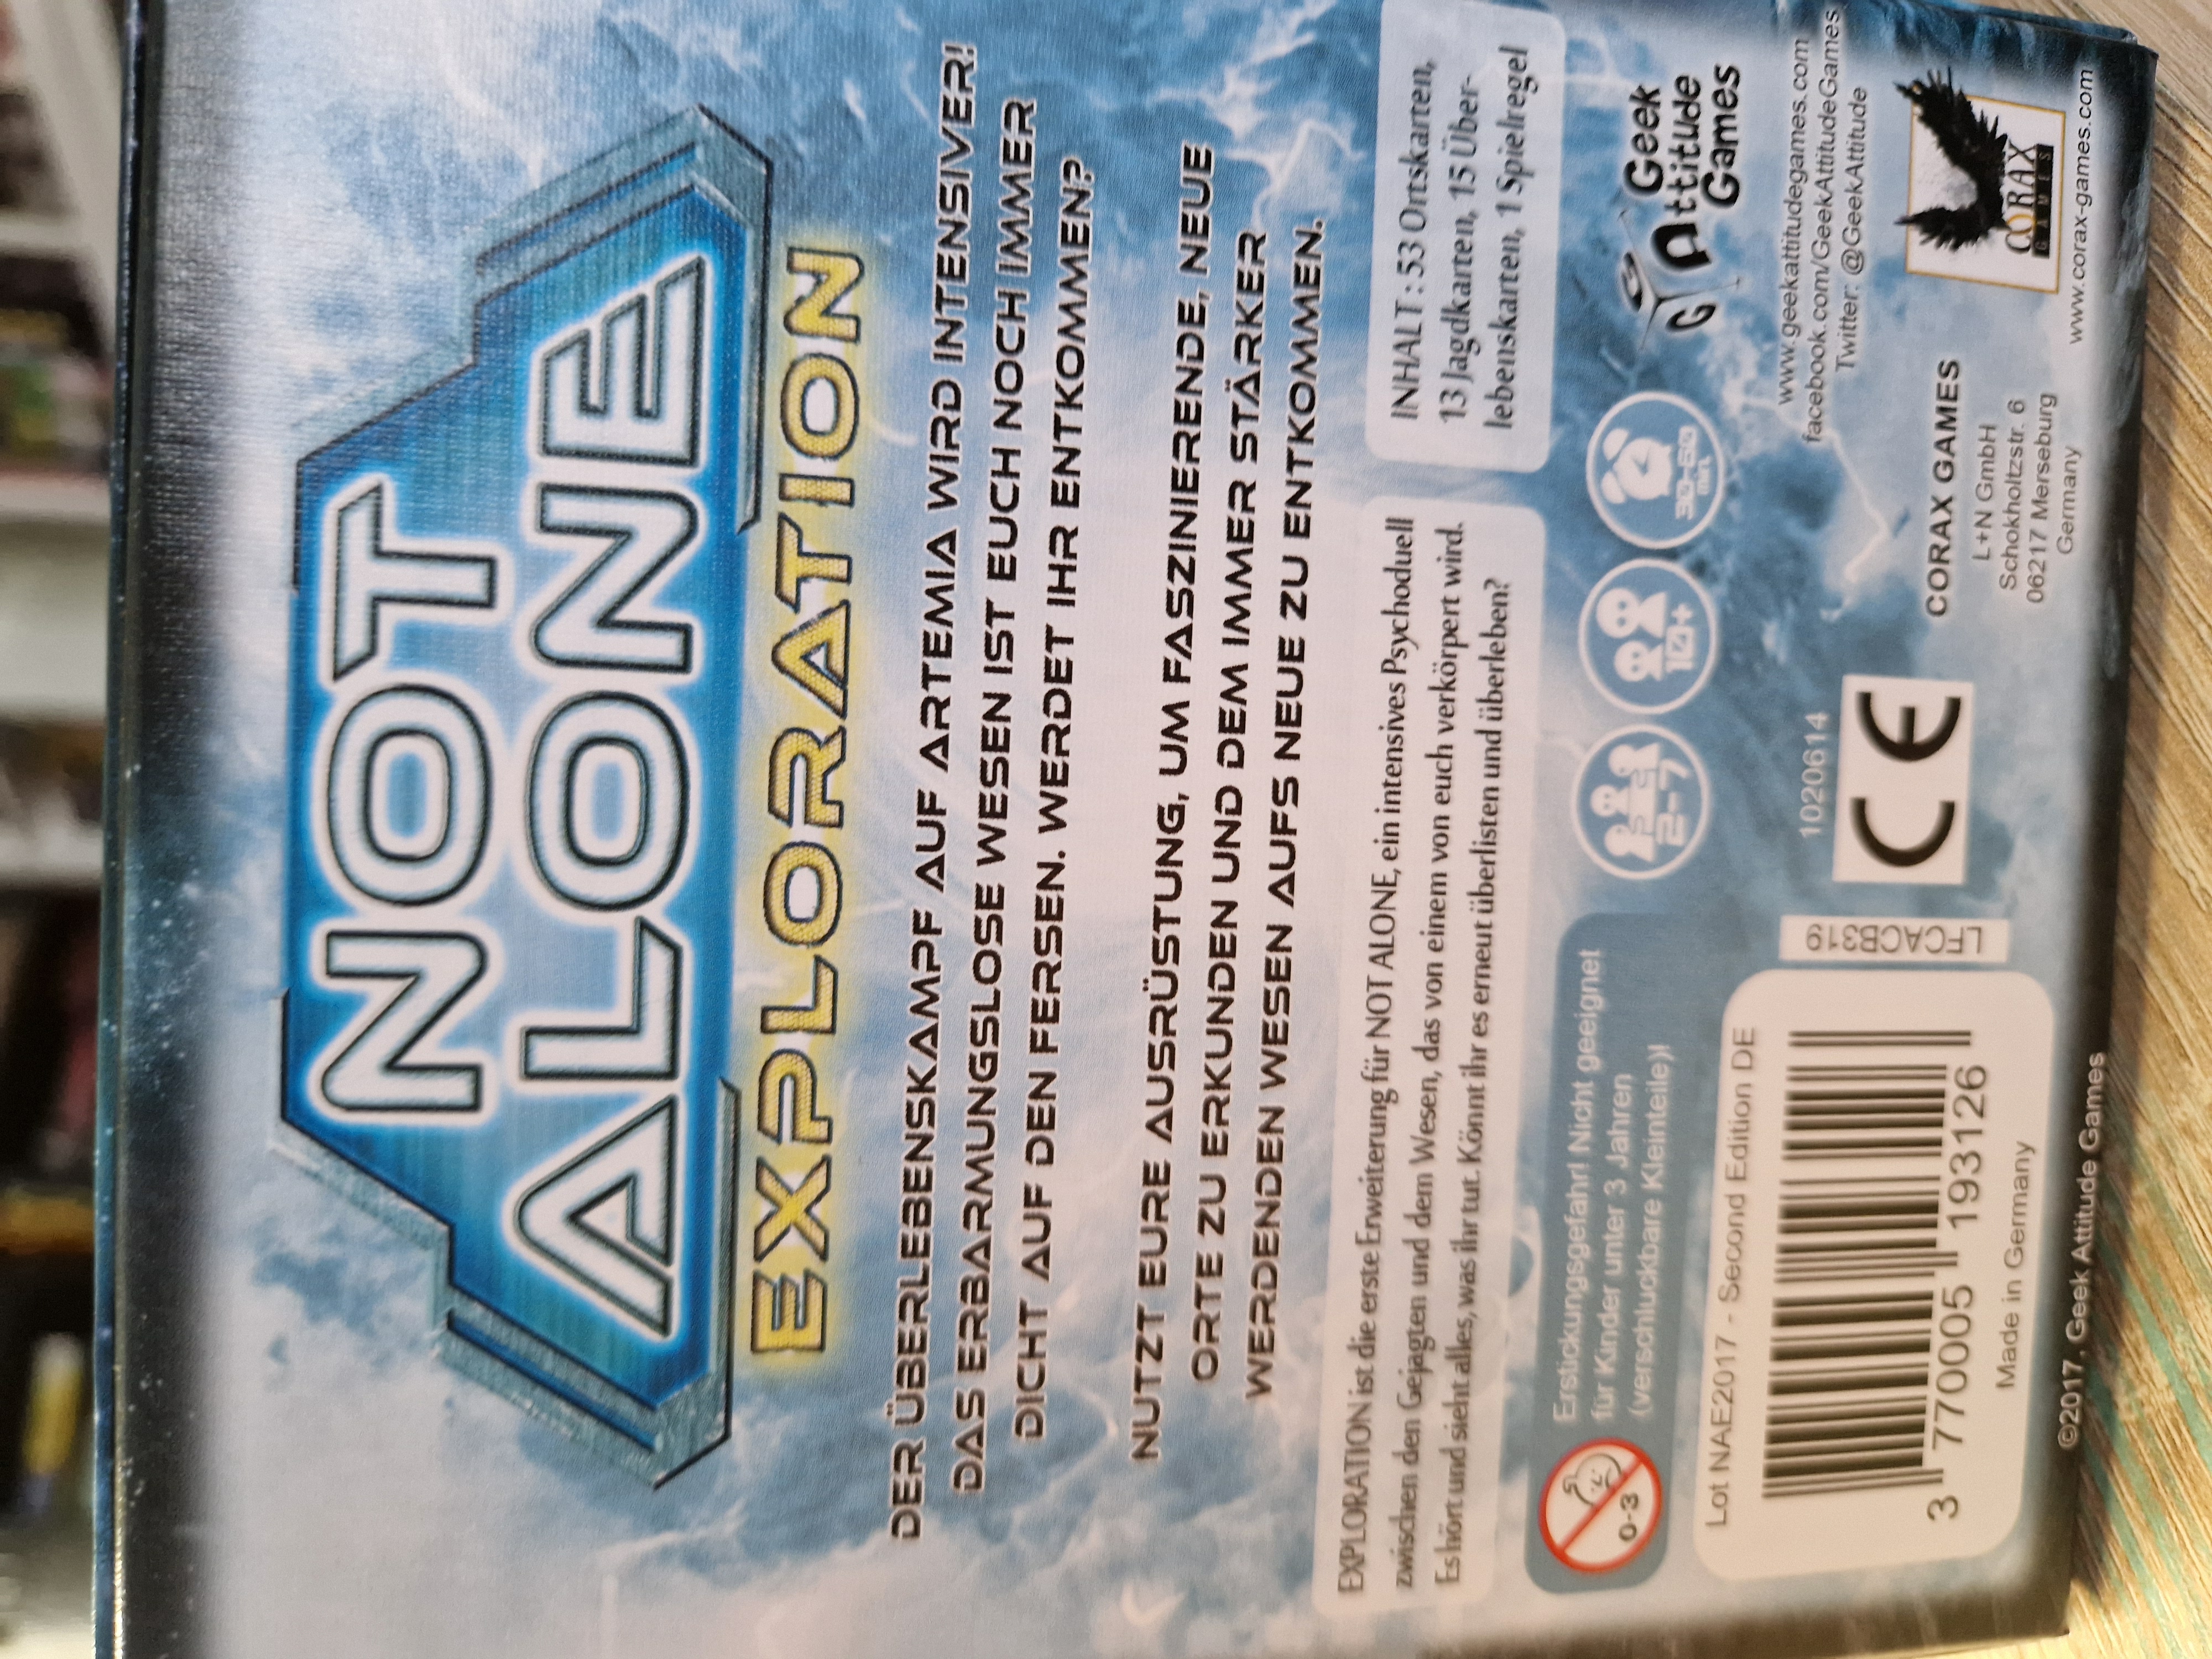 NOT
ALONE
EXPLORATION
DER ÜBERLEBENSKAMPF AUF ARTEMIA WIRD INTENSIVER!
DAS ERBARMUNGSLOSE WESEN IST EUCH NOCH IMMER
DICHT AUF DEN FERSEN. WERDET IHR ENTKOMMEN?
NUTZT EURE AUSRÜSTUNG, UM FASZINIERENDE, NEUE
ORTE ZU ERKUNDEN UND DEM IMMER STÄRKER
WERDENDEN WESEN AUFS NEUE ZU ENTKOMMEN.
EXPLORATION ist die erste Erweiterung für NOT ALONE, ein intensives Psychoduell
zwischen den Gejagten und dem Wesen, das von einem von euch verkörpert wird.
Es hört und sieht alles, was ihr tut. Könnt ihr es erneut überlisten und überleben?
INHALT : 53 Ortskarten,
13 Jagdkarten, 15 Über-
lebenskarten, 1 Spielregel
0-3
Erstickungsgefahr! Nicht geeignet
für Kinder unter 3 Jahren
(verschluckbare Kleinteile)!
2-7
10+
30-50
min.
Geek
Attitude
Games
G A G
www.geekattitudegames.com
facebook.com/GeekAttitudeGames
Twitter: @GeekAttitude
Lot NAE2017 - Second Edition DE
3 770005 193126
Made in Germany
LFCACB319
1020614
CE
CORAX GAMES
L+N GmbH
Schokholtzstr. 6
06217 Merseburg
Germany
CORAX
GAMES
www.corax-games.com
©2017, Geek Attitude Games